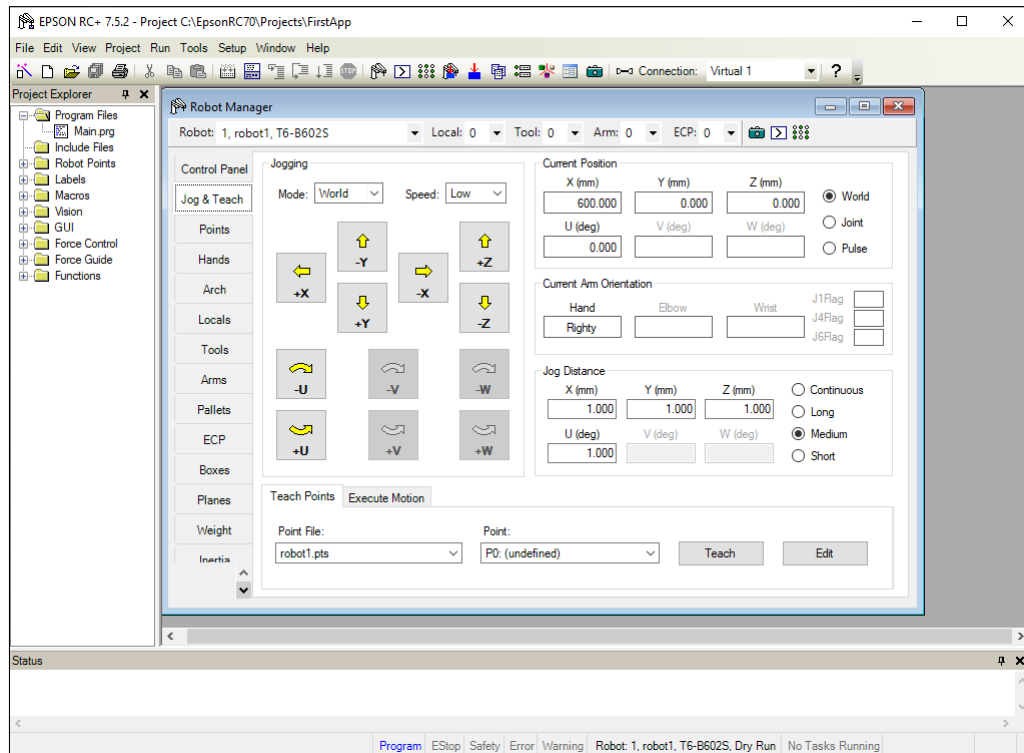 EPSON RC+ 7.5.2 - Project C:\EpsonRC70\Projects\FirstApp
File Edit View Project Run Tools Setup Window Help
STOP Connection: Virtual 1 ?
Project Explorer
Program Files
Main.prg
Include Files
Robot Points
Labels
Macros
Vision
GUI
Force Control
Force Guide
Functions
Robot Manager
Robot: 1, robot1, T6-B602S Local: 0 Tool: 0 Arm: 0 ECP: 0
Control Panel
Jog & Teach
Points
Hands
Arch
Locals
Tools
Arms
Pallets
ECP
Boxes
Planes
Weight
Inertia
Jogging
Mode: World Speed: Low
-Y +Z
+X -X
+Y -Z
-U -V -W
+U +V +W
Current Position
X (mm) Y (mm) Z (mm)
600.000 0.000 0.000
U (deg) V (deg) W (deg)
0.000
World
Joint
Pulse
Current Arm Orientation
Hand Elbow Wrist
Righty
J1Flag
J4Flag
J6Flag
Jog Distance
X (mm) Y (mm) Z (mm)
1.000 1.000 1.000
U (deg) V (deg) W (deg)
1.000
Continuous
Long
Medium
Short
Teach Points Execute Motion
Point File: Point:
robot1.pts P0: (undefined) Teach Edit
Status
Program EStop Safety Error Warning Robot: 1, robot1, T6-B602S, Dry Run No Tasks Running